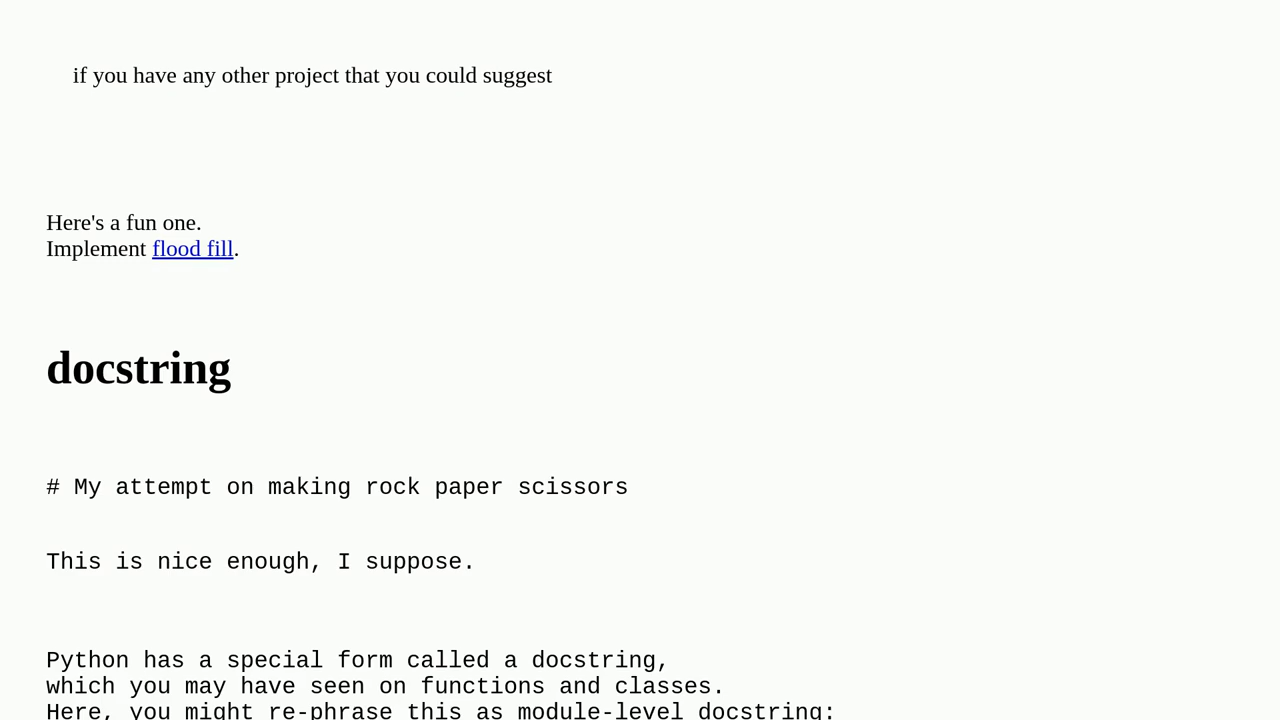 if you have any other project that you could suggest
Here's a fun one.
Implement flood fill.
docstring
# My attempt on making rock paper scissors
This is nice enough, I suppose.
Python has a special form called a docstring,
which you may have seen on functions and classes.
Here, you might re-phrase this as module-level docstring: